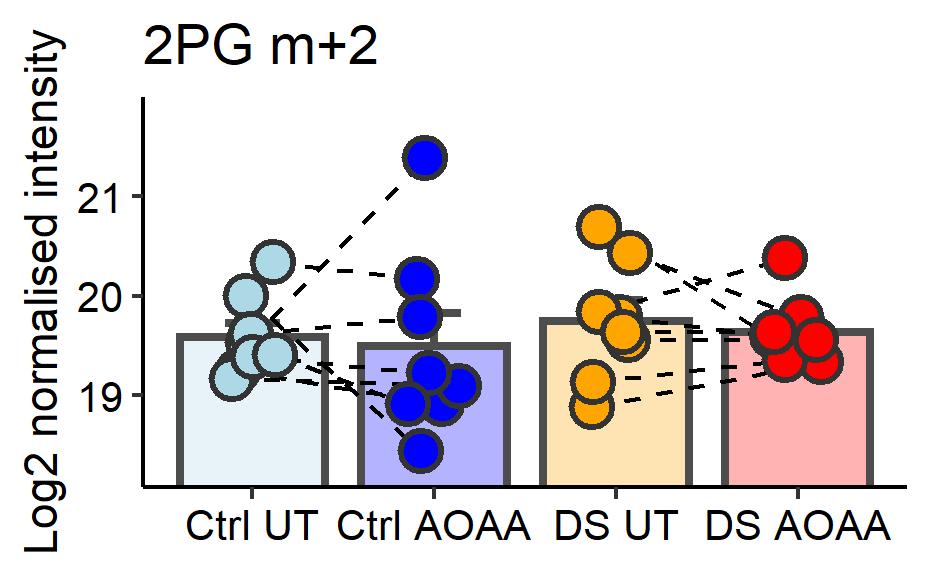 2PG m+2
Log2 normalised intensity
21
20
19
Ctrl UT
Ctrl AOAA
DS UT
DS AOAA